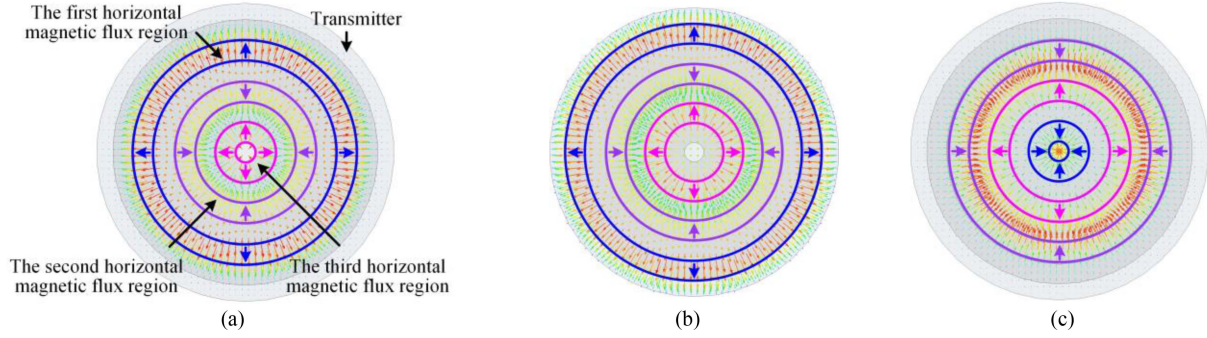 The first horizontal
magnetic flux region
Transmitter
The second horizontal
magnetic flux region
The third horizontal
magnetic flux region
(a)
(b)
(c)